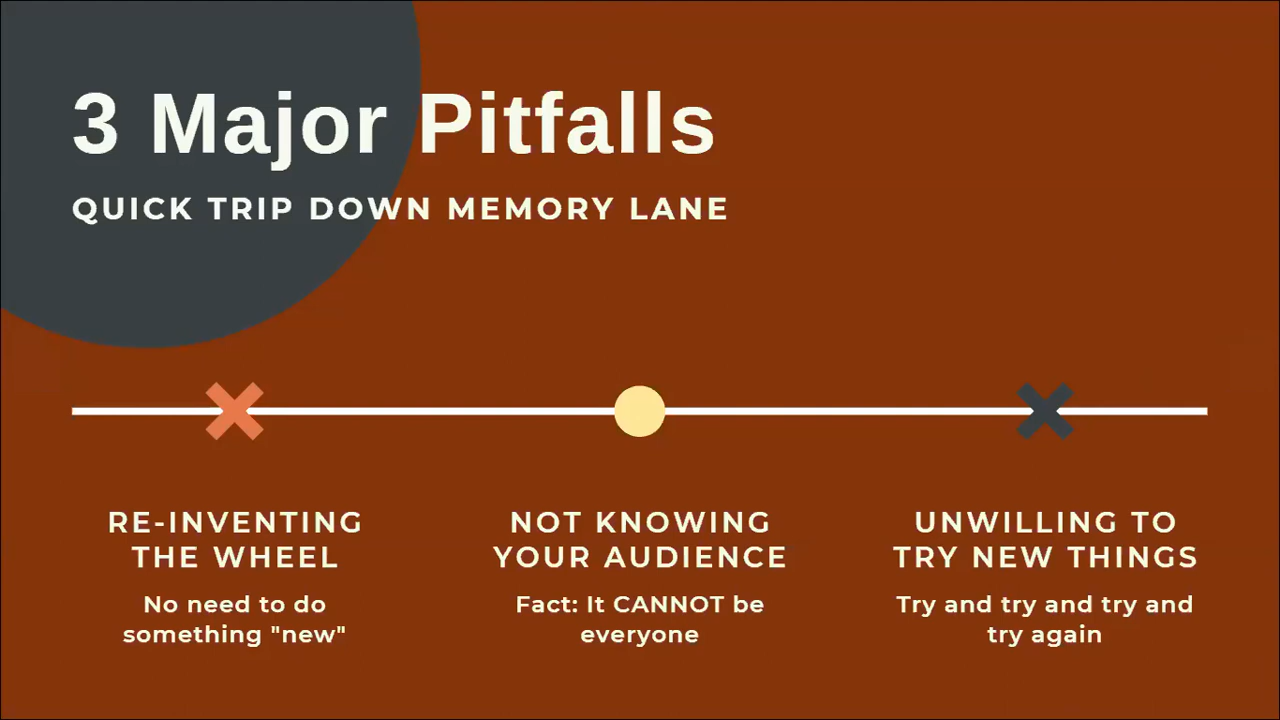 3 Major Pitfalls
QUICK TRIP DOWN MEMORY LANE
RE-INVENTING
THE WHEEL
No need to do
something "new"
NOT KNOWING
YOUR AUDIENCE
Fact: It CANNOT be
everyone
UNWILLING TO
TRY NEW THINGS
Try and try and try and
try again